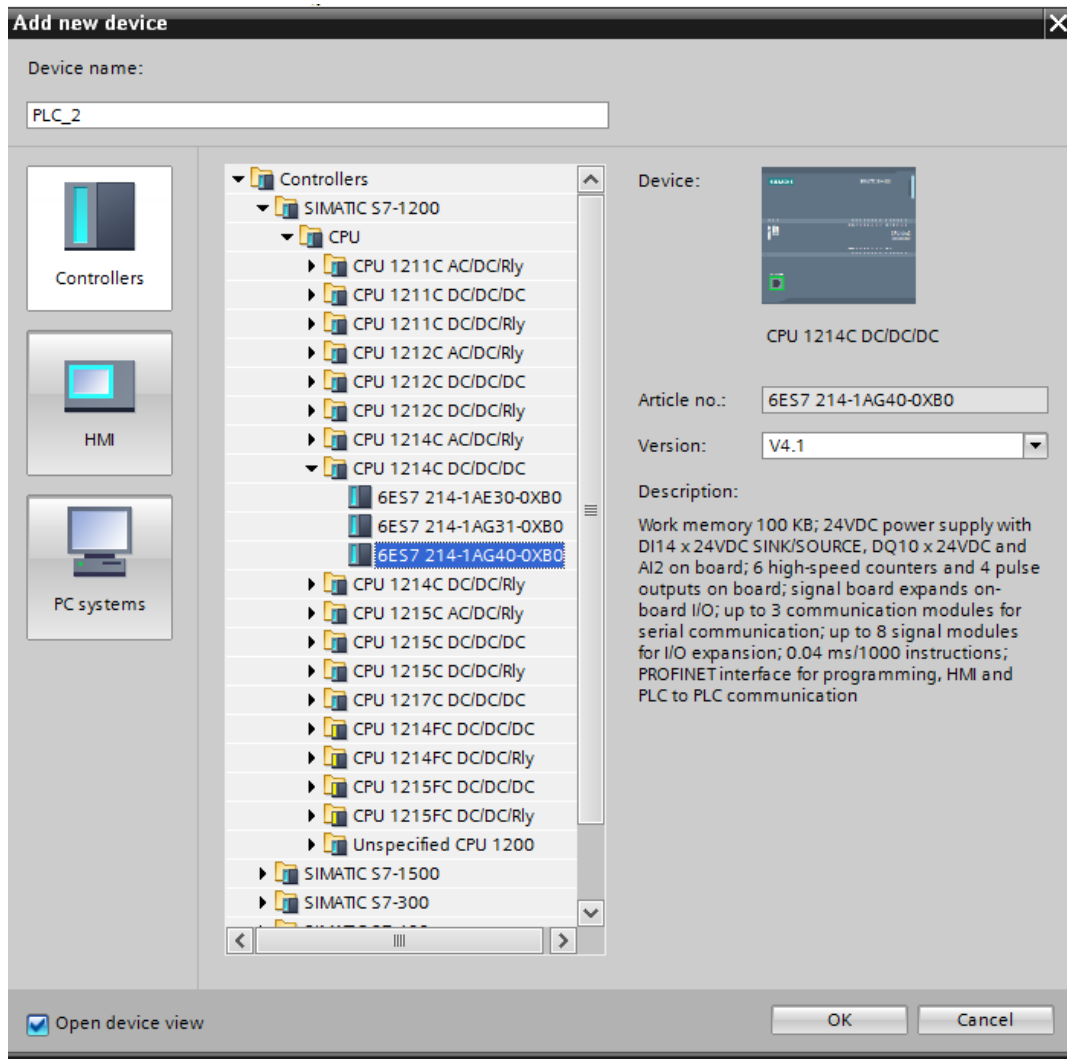 Add new device
Device name:
PLC_2
Controllers
HMI
PC systems
Controllers
SIMATIC S7-1200
CPU
CPU 1211C AC/DC/Rly
CPU 1211C DC/DC/DC
CPU 1211C DC/DC/Rly
CPU 1212C AC/DC/Rly
CPU 1212C DC/DC/DC
CPU 1212C DC/DC/Rly
CPU 1214C AC/DC/Rly
CPU 1214C DC/DC/DC
6ES7 214-1AE30-0XB0
6ES7 214-1AG31-0XB0
6ES7 214-1AG40-0XB0
CPU 1214C DC/DC/Rly
CPU 1215C AC/DC/Rly
CPU 1215C DC/DC/DC
CPU 1215C DC/DC/Rly
CPU 1217C DC/DC/DC
CPU 1214FC DC/DC/DC
CPU 1214FC DC/DC/Rly
CPU 1215FC DC/DC/DC
CPU 1215FC DC/DC/Rly
Unspecified CPU 1200
SIMATIC S7-1500
SIMATIC S7-300
Device:
CPU 1214C DC/DC/DC
Article no.: 6ES7 214-1AG40-0XB0
Version: V4.1
Description:
Work memory 100 KB; 24VDC power supply with
DI14 x 24VDC SINK/SOURCE, DQ10 x 24VDC and
AI2 on board; 6 high-speed counters and 4 pulse
outputs on board; signal board expands on-
board I/O; up to 3 communication modules for
serial communication; up to 8 signal modules
for I/O expansion; 0.04 ms/1000 instructions;
PROFINET interface for programming, HMI and
PLC to PLC communication
Open device view
OK
Cancel